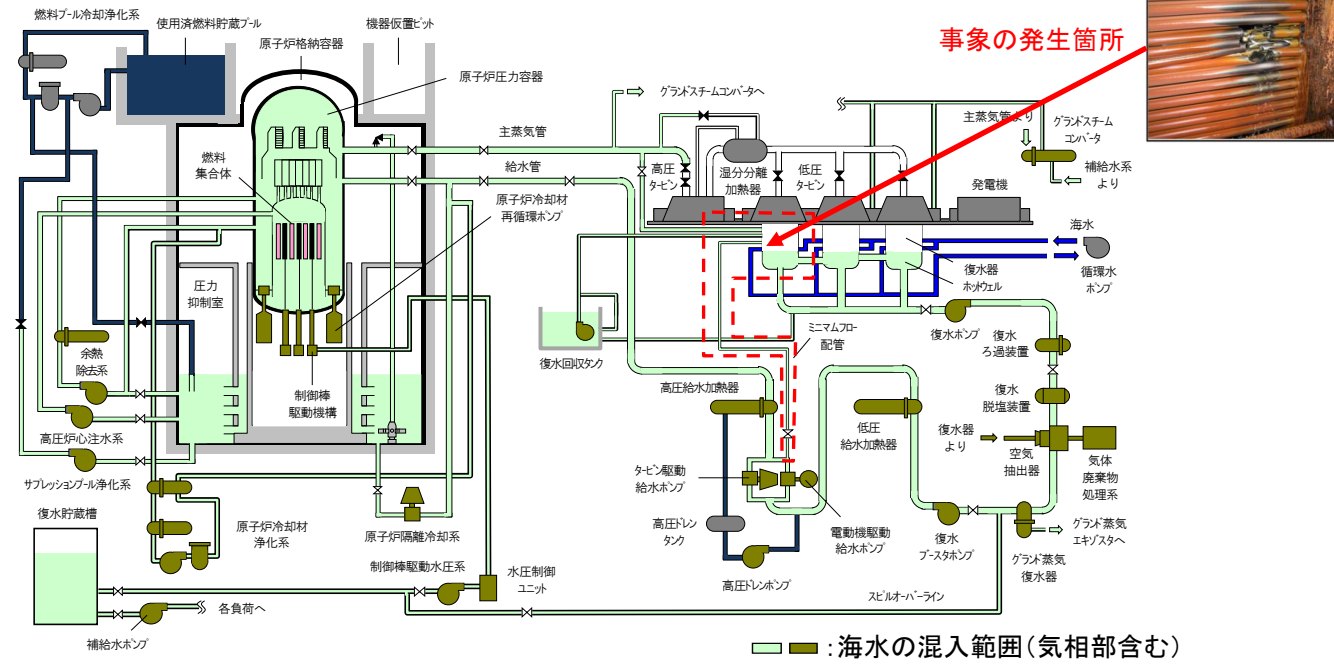 燃料プール冷却浄化系
使用済燃料貯蔵プール
機器仮置ピット
原子炉格納容器
原子炉圧力容器
事象の発生箇所
グランドスチームコンバータへ
主蒸気管より
グランドスチーム
コンバータ
補給水系
より
主蒸気管
給水管
高圧
タービン
湿分分離
加熱器
低圧
タービン
発電機
燃料
集合体
原子炉冷却材
再循環ポンプ
海水
循環水
ポンプ
復水器
ホットウェル
圧力
抑制室
ミニマムフロー
配管
復水ポンプ
復水
ろ過装置
復水回収タンク
余熱
除去系
制御棒
駆動機構
高圧給水加熱器
復水
脱塩装置
低圧
給水加熱器
復水器
より
空気
抽出器
気体
廃棄物
処理系
高圧炉心注水系
サプレッションプール浄化系
タービン駆動
給水ポンプ
復水貯蔵槽
原子炉冷却材
浄化系
原子炉隔離冷却系
高圧ドレン
タンク
電動機駆動
給水ポンプ
復水
ブースタポンプ
グランド蒸気
復水器
グランド蒸気
エキゾスタへ
制御棒駆動水圧系
水圧制御
ユニット
高圧ドレンポンプ
スピルオーバーライン
各負荷へ
補給水ポンプ
:海水の混入範囲(気相部含む)